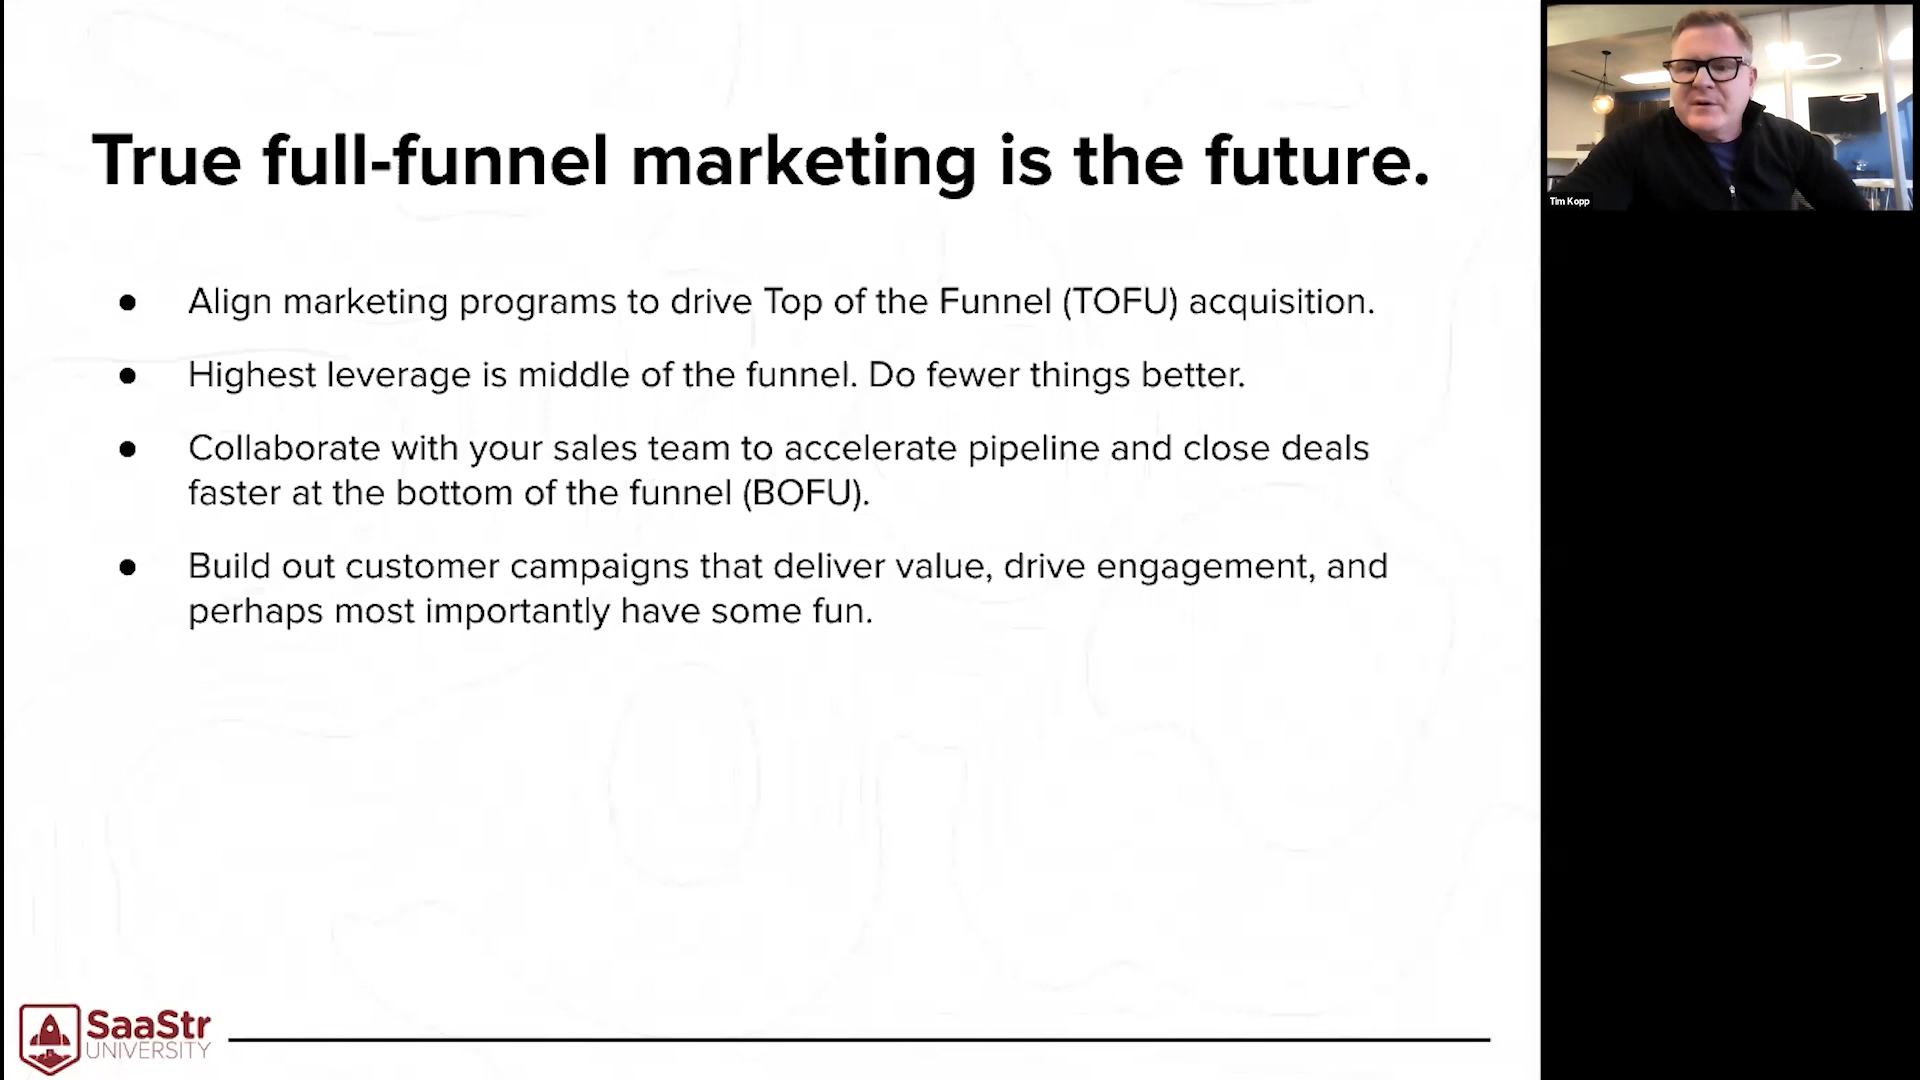 True full-funnel marketing is the future.
● Align marketing programs to drive Top of the Funnel (TOFU) acquisition.
● Highest leverage is middle of the funnel. Do fewer things better.
● Collaborate with your sales team to accelerate pipeline and close deals
faster at the bottom of the funnel (BOFU).
● Build out customer campaigns that deliver value, drive engagement, and
perhaps most importantly have some fun.
SaaStr
UNIVERSITY
Tim Kopp